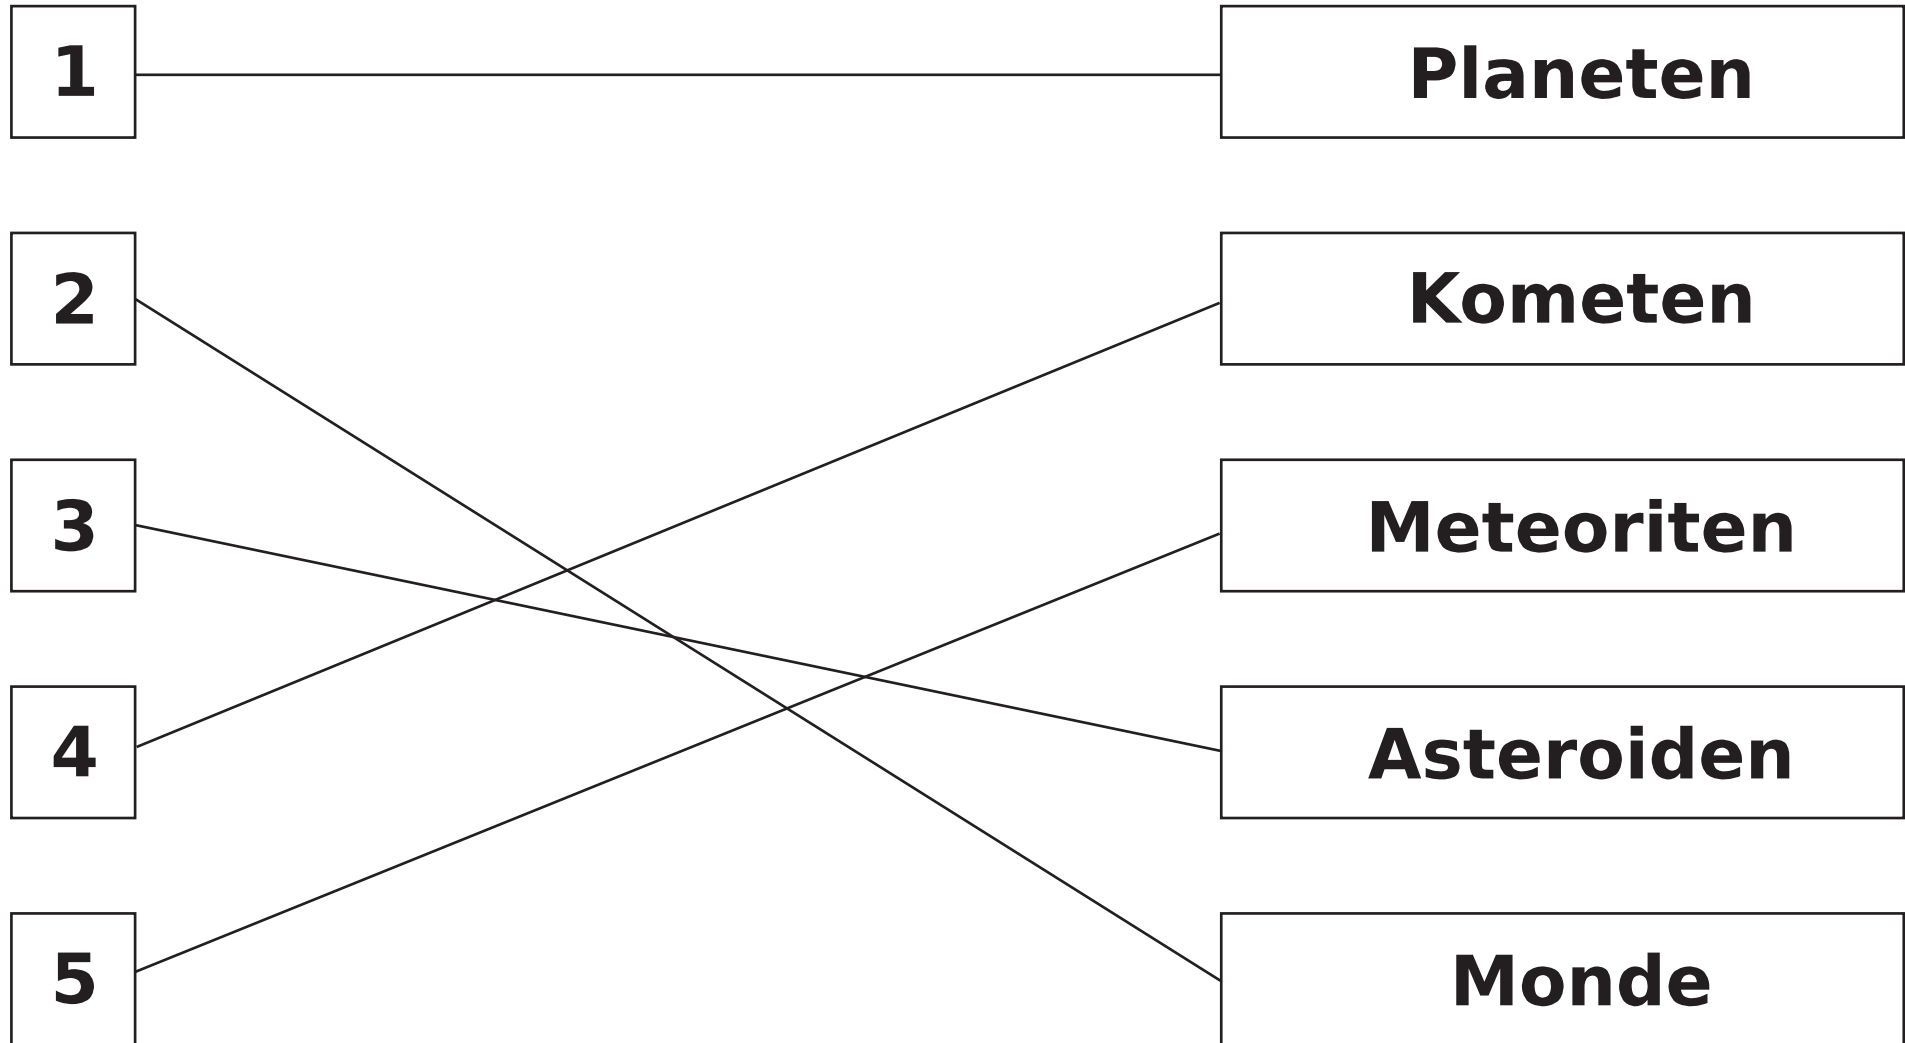 1 Planeten
2 Kometen
3 Meteoriten
4 Asteroiden
5 Monde